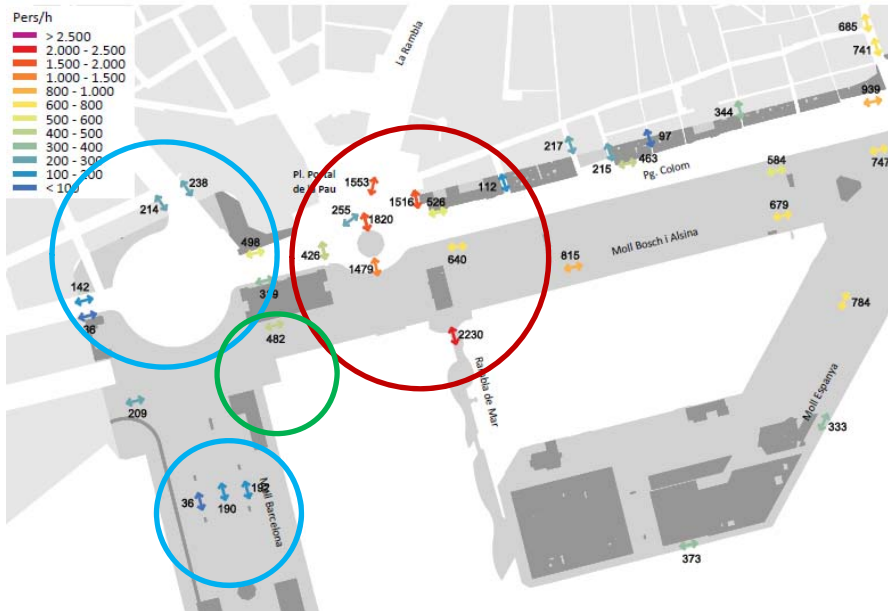 Pers/h
> 2.500
2.000 - 2.500
1.500 - 2.000
1.000 - 1.500
800 - 1.000
600 - 800
500 - 600
400 - 500
300 - 400
200 - 300
100 - 200
< 100
La Rambla
685
741
939
344
97
217
463
215
Pg. Colom
584
747
238
214
Pl. Portal
de la Pau
1553
1516
526
112
255
1820
679
498
426
640
Moll Bosch i Alsina
815
1479
319
142
36
482
784
2230
Rambla de Mar
Moll Espanya
209
333
Moll Barcelona
36
190
373